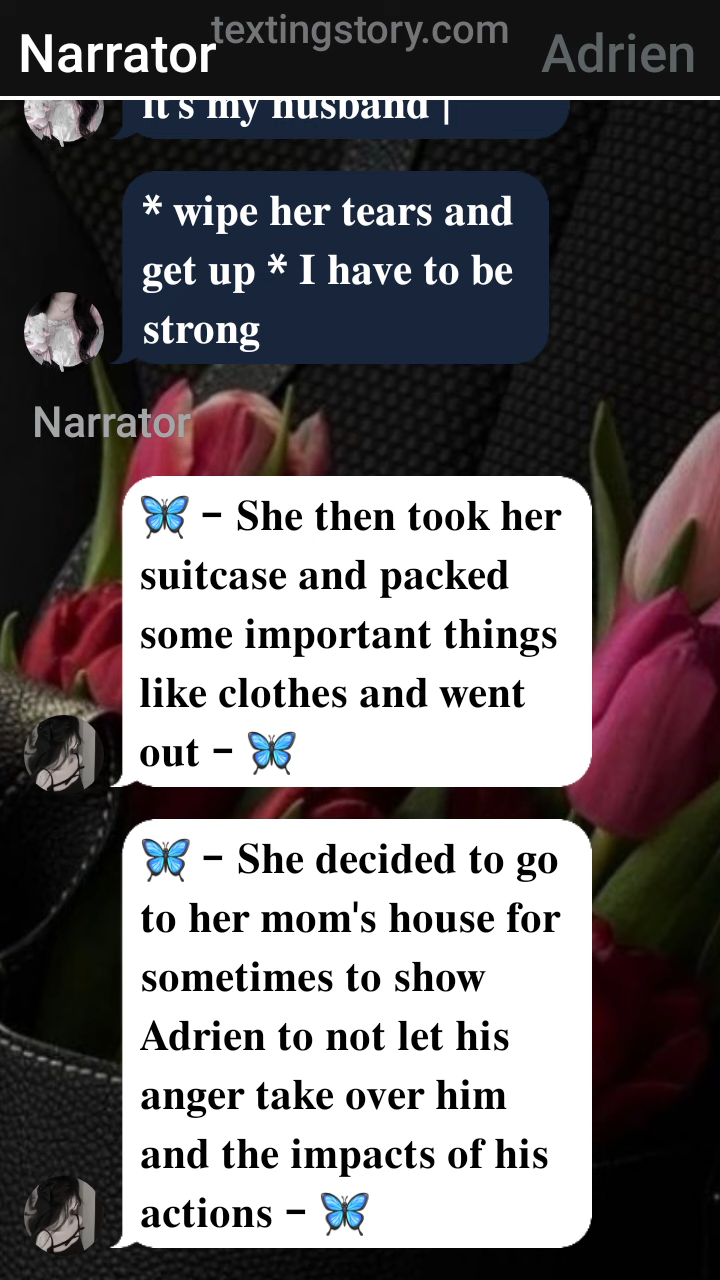 textingstory.com
Narrator
Adrien
it's my husband |
* wipe her tears and
get up * I have to be
strong
Narrator
🦋 – She then took her
suitcase and packed
some important things
like clothes and went
out – 🦋
🦋 – She decided to go
to her mom's house for
sometimes to show
Adrien to not let his
anger take over him
and the impacts of his
actions – 🦋